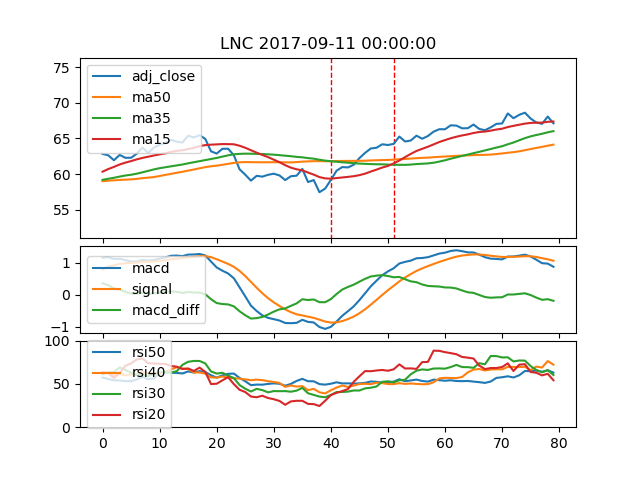 LNC 2017-09-11 00:00:00
75
70
65
60
55
adj_close
ma50
ma35
ma15
1
0
−1
macd
signal
macd_diff
100
50
0
rsi50
rsi40
rsi30
rsi20
0 10 20 30 40 50 60 70 80